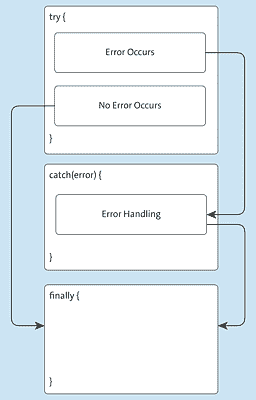 try {
Error Occurs
No Error Occurs
}
catch(error) {
Error Handling
}
finally {
}